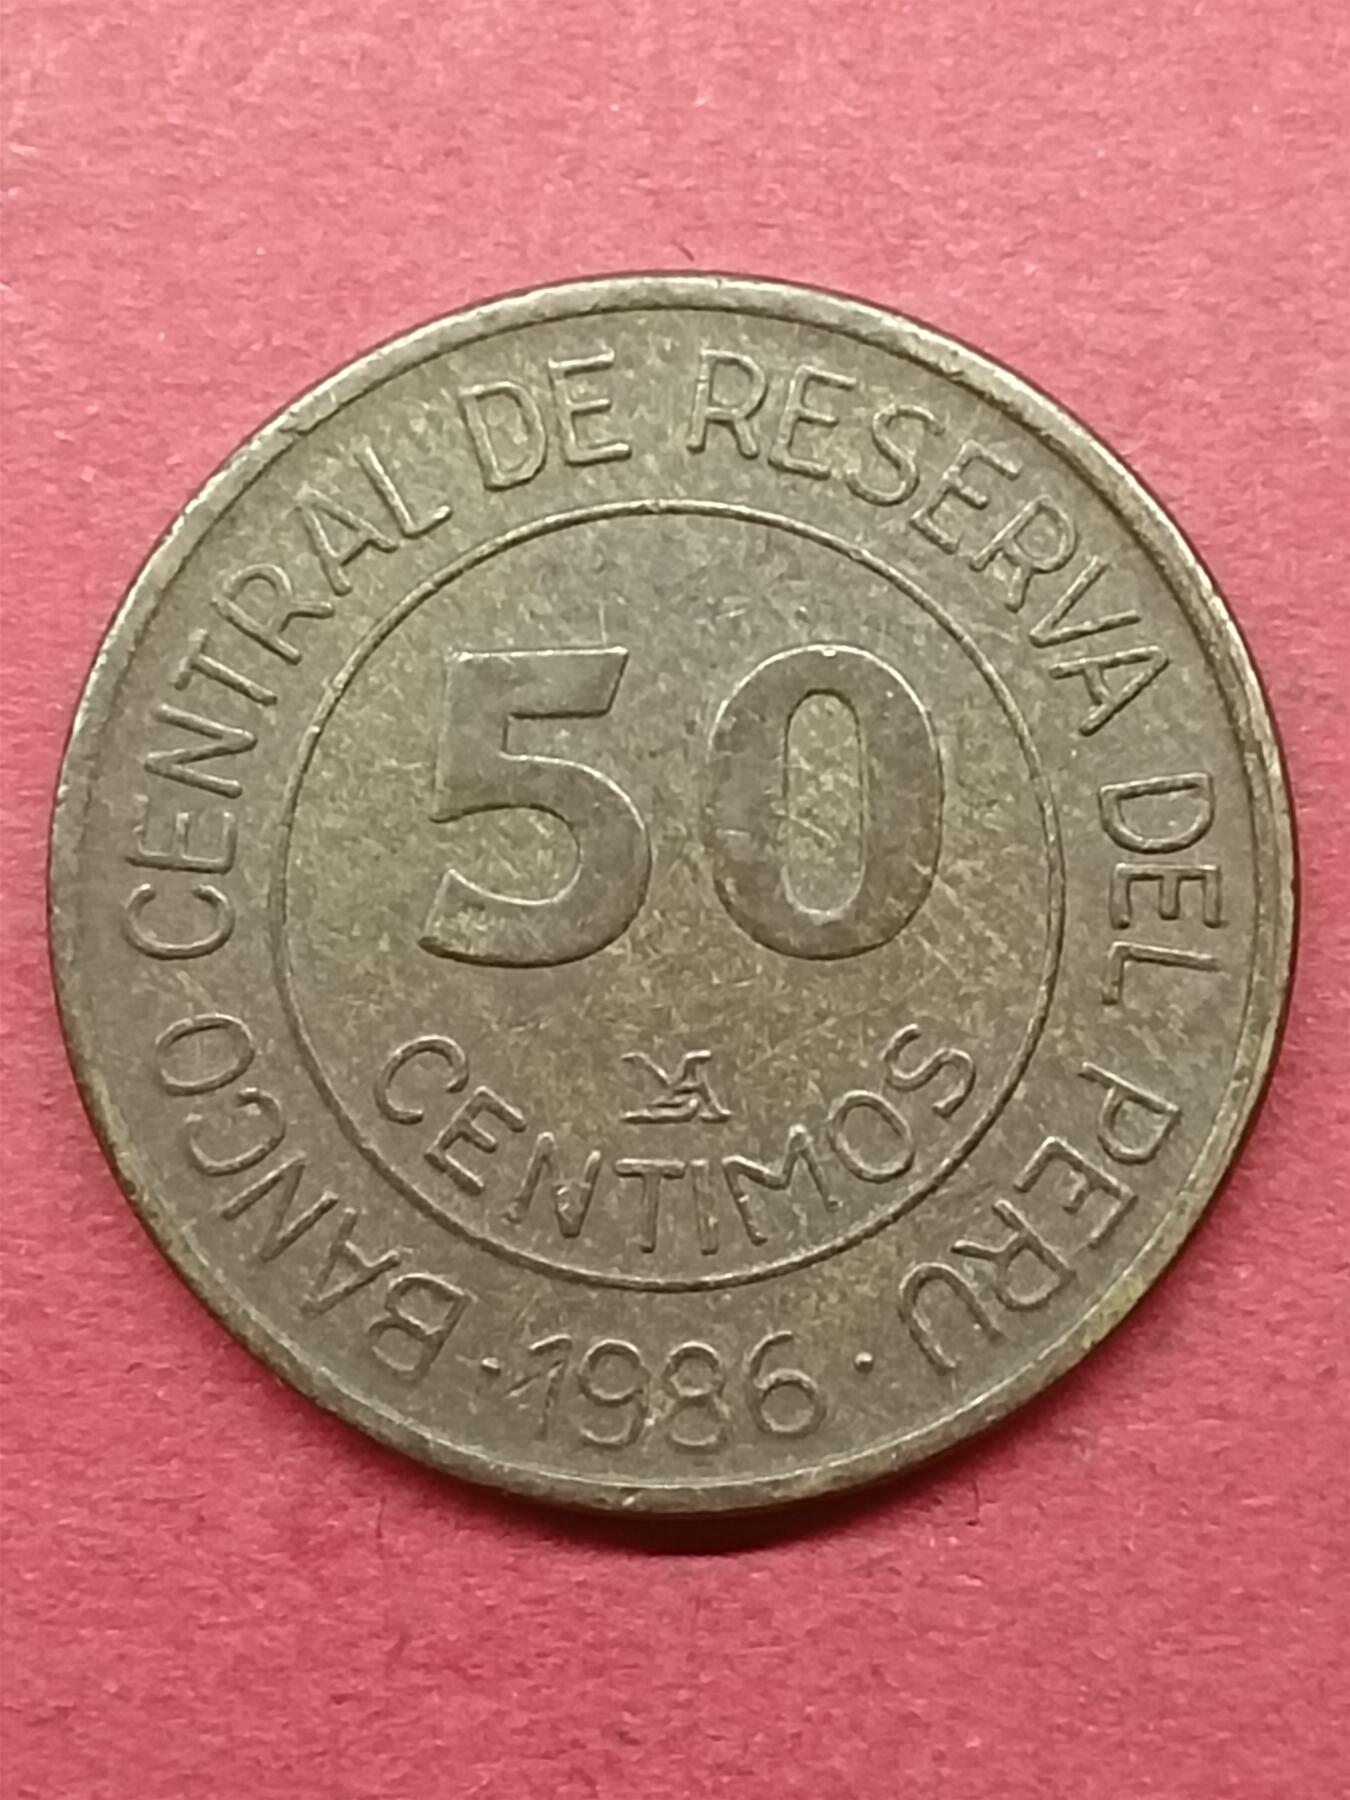 BANCO CENTRAL DE RESERVA DEL PERU
50
CENTIMOS
·1986·